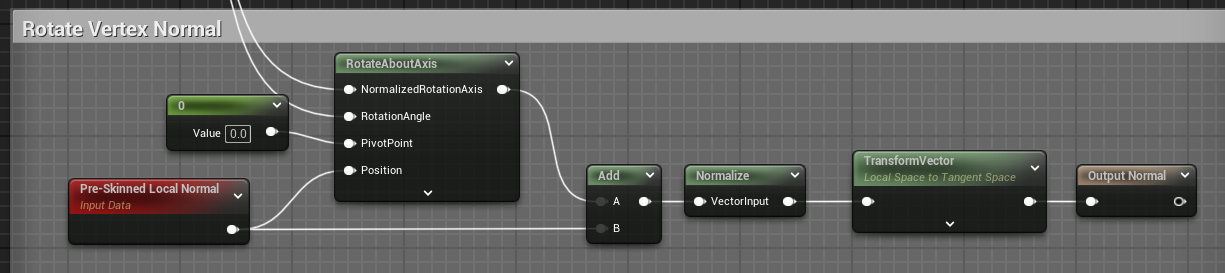 Rotate Vertex Normal
RotateAboutAxis
NormalizedRotationAxis
RotationAngle
PivotPoint
Position
0
Value 0.0
Pre-Skinned Local Normal
Input Data
Add
A
B
Normalize
VectorInput
TransformVector
Local Space to Tangent Space
Output Normal